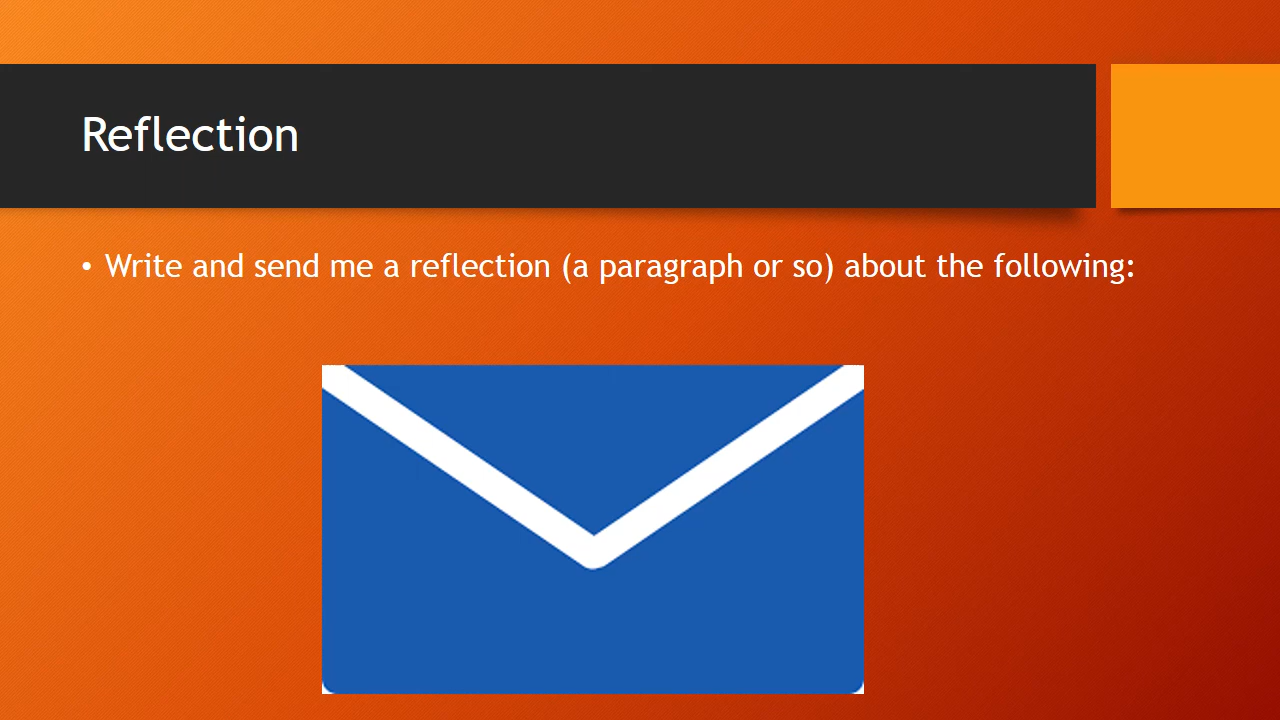 Reflection
• Write and send me a reflection (a paragraph or so) about the following: